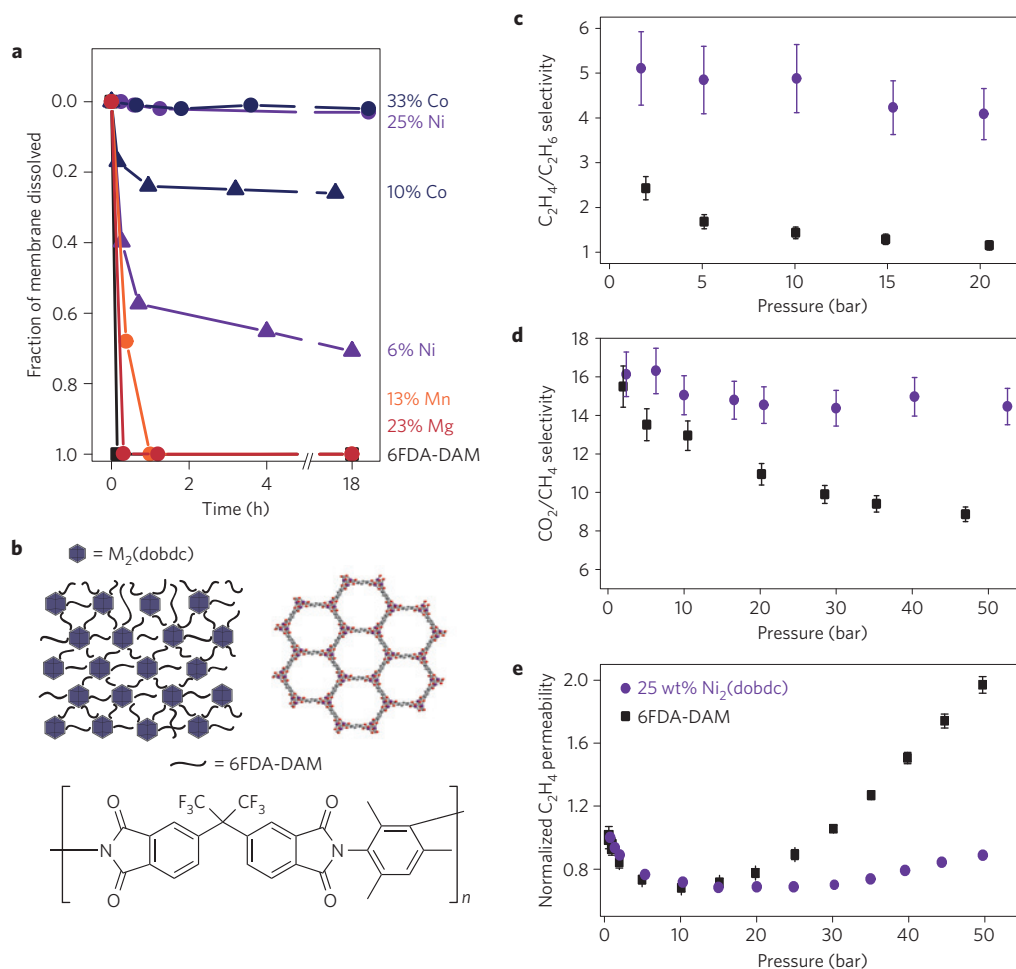 a
Fraction of membrane dissolved
0.0
0.2
0.4
0.6
0.8
1.0
0
2
4
18
Time (h)
33% Co
25% Ni
10% Co
6% Ni
13% Mn
23% Mg
6FDA-DAM
b
= M₂(dobdc)
= 6FDA-DAM
O
O
F₃C
CF₃
N
N
O
O
n
c
C₂H₄/C₂H₆ selectivity
6
5
4
3
2
1
0
5
10
15
20
Pressure (bar)
d
CO₂/CH₄ selectivity
18
16
14
12
10
8
6
0
10
20
30
40
50
Pressure (bar)
e
Normalized C₂H₄ permeability
2.0
1.6
1.2
0.8
0.4
25 wt% Ni₂(dobdc)
6FDA-DAM
0
10
20
30
40
50
Pressure (bar)